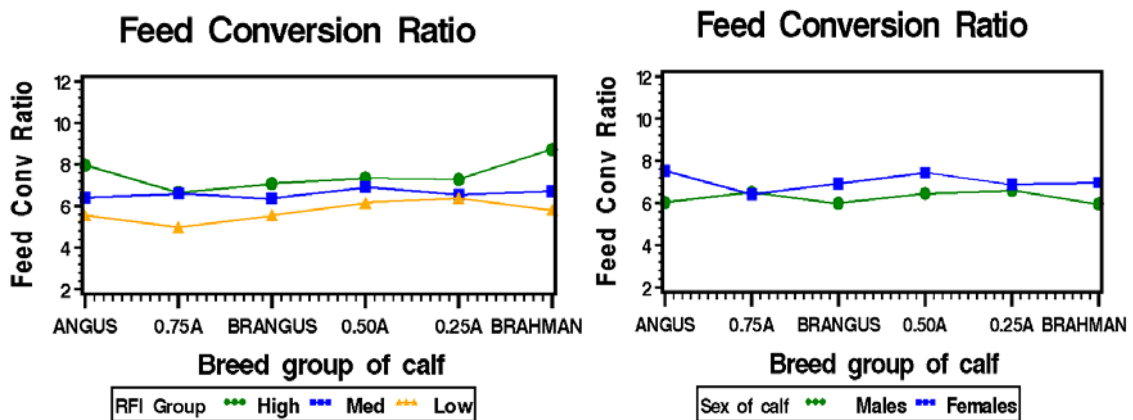 Feed Conversion Ratio
Feed Conv Ratio
12
10
8
6
4
2
ANGUS 0.75A BRANGUS 0.50A 0.25A BRAHMAN
Breed group of calf
RFI Group High Med Low
Feed Conversion Ratio
Feed Conv Ratio
12
10
8
6
4
2
ANGUS 0.75A BRANGUS 0.50A 0.25A BRAHMAN
Breed group of calf
Sex of calf Males Females